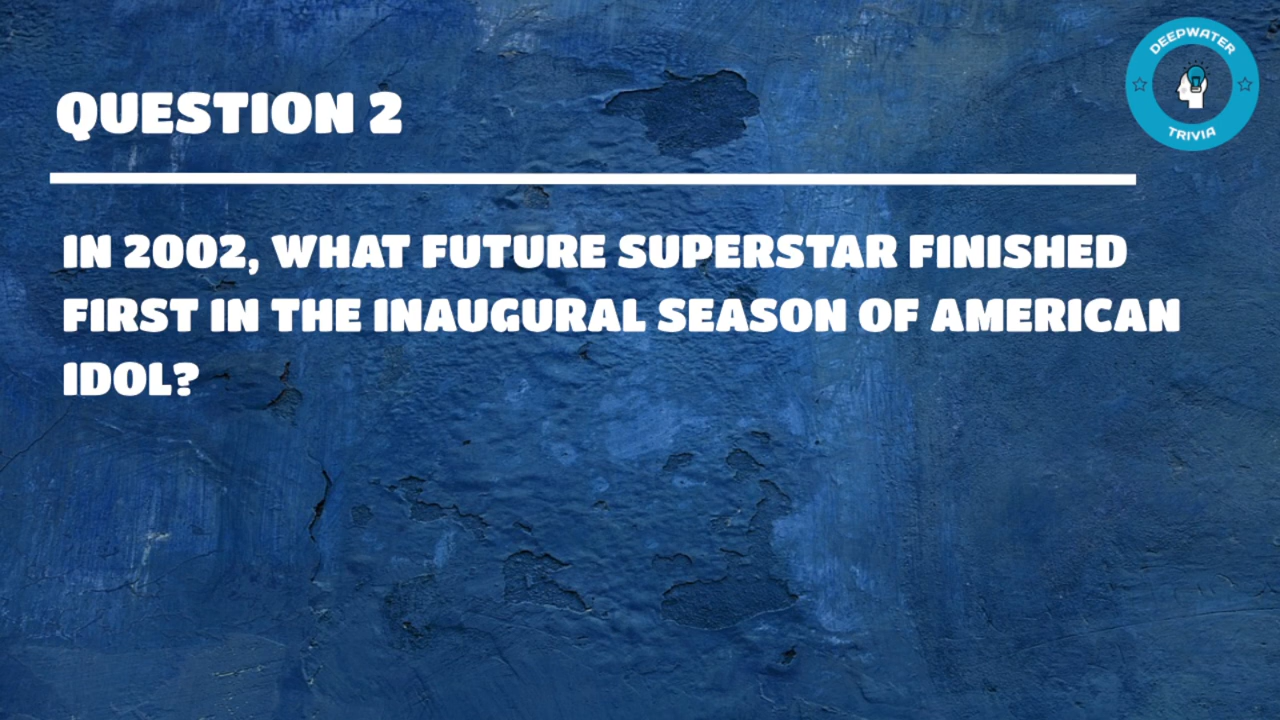 DEEPWATER
TRIVIA
QUESTION 2
IN 2002, WHAT FUTURE SUPERSTAR FINISHED
FIRST IN THE INAUGURAL SEASON OF AMERICAN
IDOL?